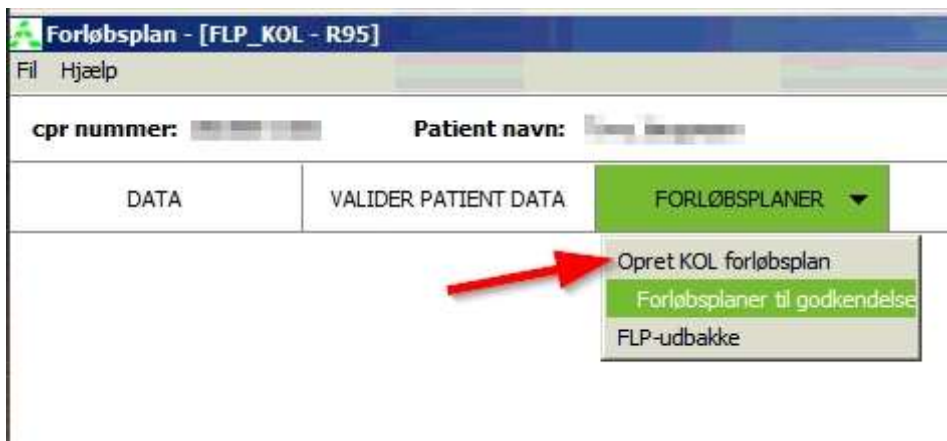 Forløbsplan - [FLP_KOL - R95]
Fil Hjælp
cpr nummer: Patient navn:
DATA VALIDER PATIENT DATA FORLØBSPLANER
Opret KOL forløbsplan
Forløbsplaner til godkendelse
FLP-udbakke